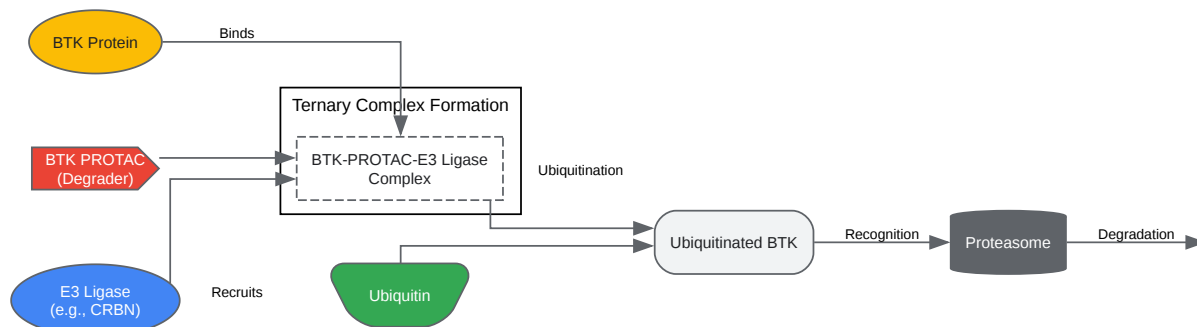 Binds
BTK Protein
Ternary Complex Formation
BTK PROTAC
(Degrader)
BTK-PROTAC-E3 Ligase
Complex
Ubiquitination
Ubiquitinated BTK
Recognition
Proteasome
Degradation
E3 Ligase
(e.g., CRBN)
Recruits
Ubiquitin